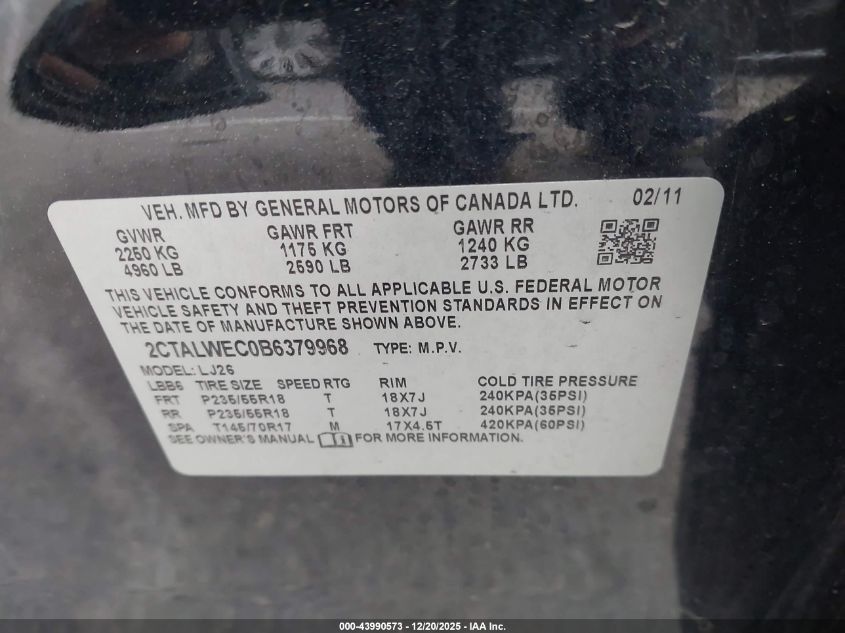 VEH. MFD BY GENERAL MOTORS OF CANADA LTD. 02/11
GVWR GAWR FRT GAWR RR
2250 KG 1175 KG 1240 KG
4960 LB 2590 LB 2733 LB
THIS VEHICLE CONFORMS TO ALL APPLICABLE U.S. FEDERAL MOTOR
VEHICLE SAFETY AND THEFT PREVENTION STANDARDS IN EFFECT ON
THE DATE OF MANUFACTURE SHOWN ABOVE.
2CTALWEC0B6379968 TYPE: M.P.V.
MODEL: LJ26
LBB6 TIRE SIZE SPEED RTG RIM COLD TIRE PRESSURE
FRT P235/55R18 T 18X7J 240KPA(35PSI)
RR P235/55R18 T 18X7J 240KPA(35PSI)
SPA T145/70R17 M 17X4.5T 420KPA(60PSI)
SEE OWNER'S MANUAL FOR MORE INFORMATION.
000-43990573 — 12/20/2025 — IAA Inc.